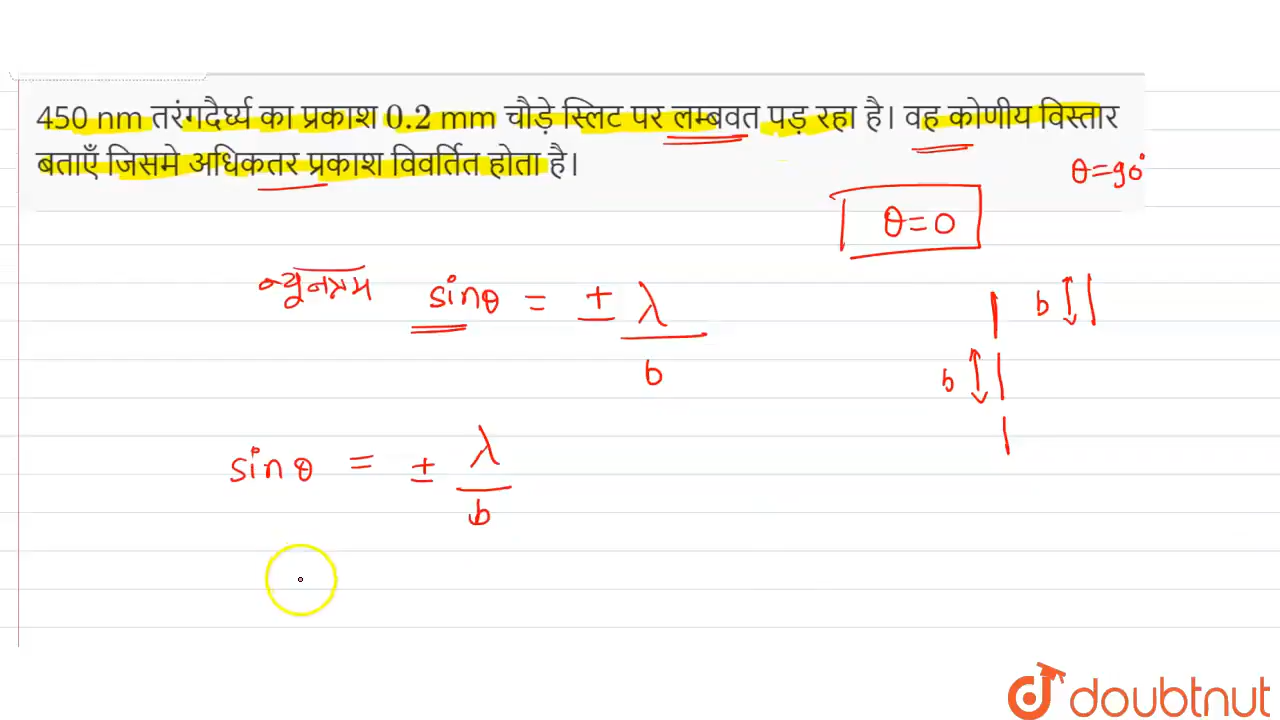 450 nm तरंगदैर्घ्य का प्रकाश 0.2 mm चौड़े स्लिट पर लम्बवत पड़ रहा है। वह कोणीय विस्तार
बताएँ जिसमे अधिकतर प्रकाश विवर्तित होता है।
θ=90°
θ=0
sinθ = ± λ/b
b
b
sinθ = ± λ/b
doubtnut